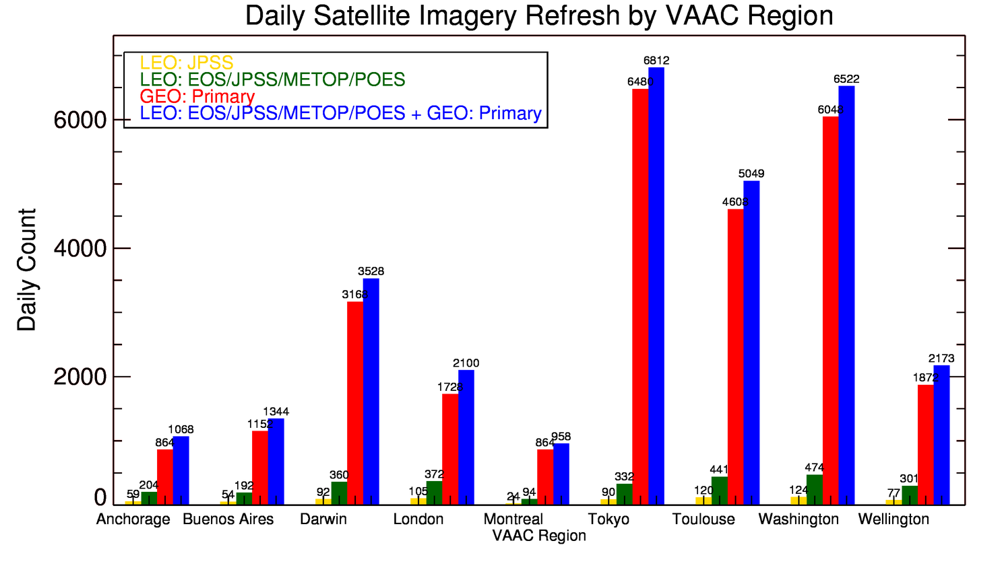 Daily Satellite Imagery Refresh by VAAC Region
LEO: JPSS
LEO: EOS/JPSS/METOP/POES
GEO: Primary
LEO: EOS/JPSS/METOP/POES + GEO: Primary
Daily Count
6000
4000
2000
0
59 204 864 1068
54 192 1152 1344
92 360 3168 3528
105 372 1728 2100
24 94 864 958
90 332 6480 6812
120 441 4608 5049
124 474 6048 6522
77 301 1872 2173
Anchorage Buenos Aires Darwin London Montreal Tokyo Toulouse Washington Wellington
VAAC Region